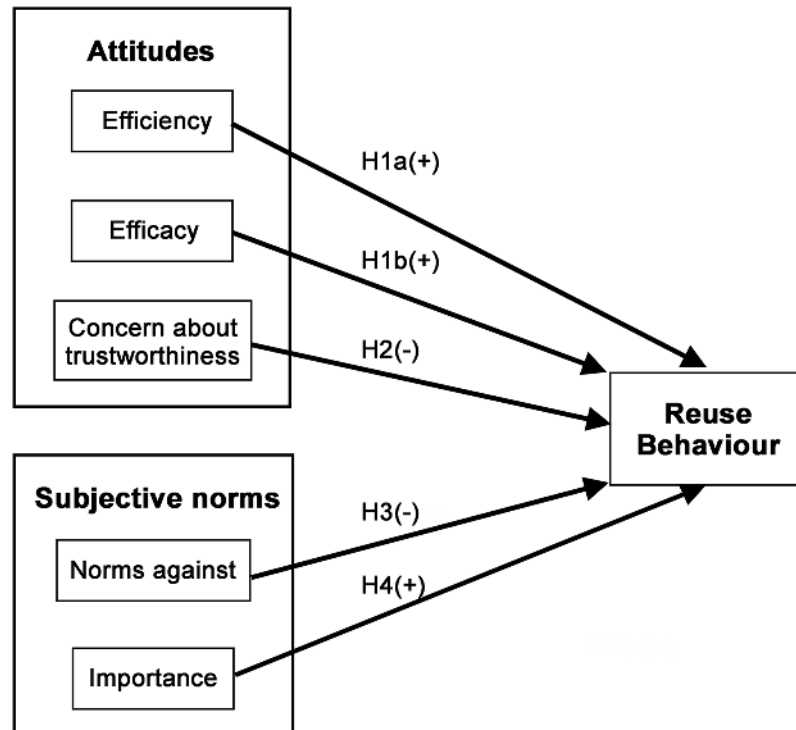 Attitudes
Efficiency
H1a(+)
Efficacy
H1b(+)
Concern about
trustworthiness
H2(-)
Reuse
Behaviour
Subjective norms
H3(-)
Norms against
H4(+)
Importance